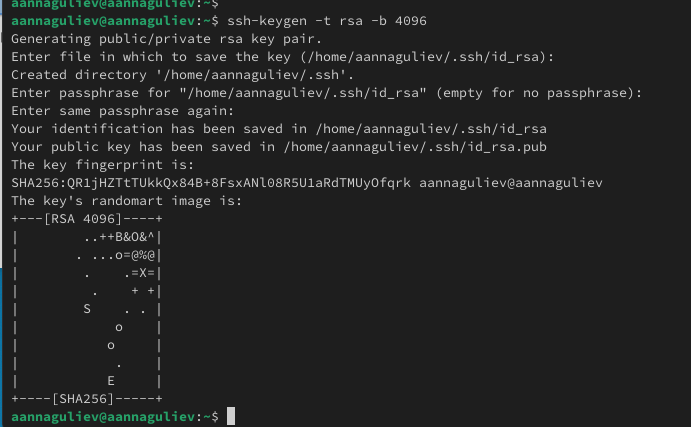 aannaguliev@aannaguliev:~$
aannaguliev@aannaguliev:~$ ssh-keygen -t rsa -b 4096
Generating public/private rsa key pair.
Enter file in which to save the key (/home/aannaguliev/.ssh/id_rsa):
Created directory '/home/aannaguliev/.ssh'.
Enter passphrase for "/home/aannaguliev/.ssh/id_rsa" (empty for no passphrase):
Enter same passphrase again:
Your identification has been saved in /home/aannaguliev/.ssh/id_rsa
Your public key has been saved in /home/aannaguliev/.ssh/id_rsa.pub
The key fingerprint is:
SHA256:QR1jHZTtTUkkQx84B+8FsxANl08R5U1aRdTMUyOfqrk aannaguliev@aannaguliev
The key's randomart image is:
+---[RSA 4096]----+
|        ..++B&O&^|
|       . ...o=@%@|
|        .    .=X=|
|         .    + +|
|        S    . . |
|            o    |
|           o     |
|            .    |
|           E     |
+----[SHA256]-----+
aannaguliev@aannaguliev:~$